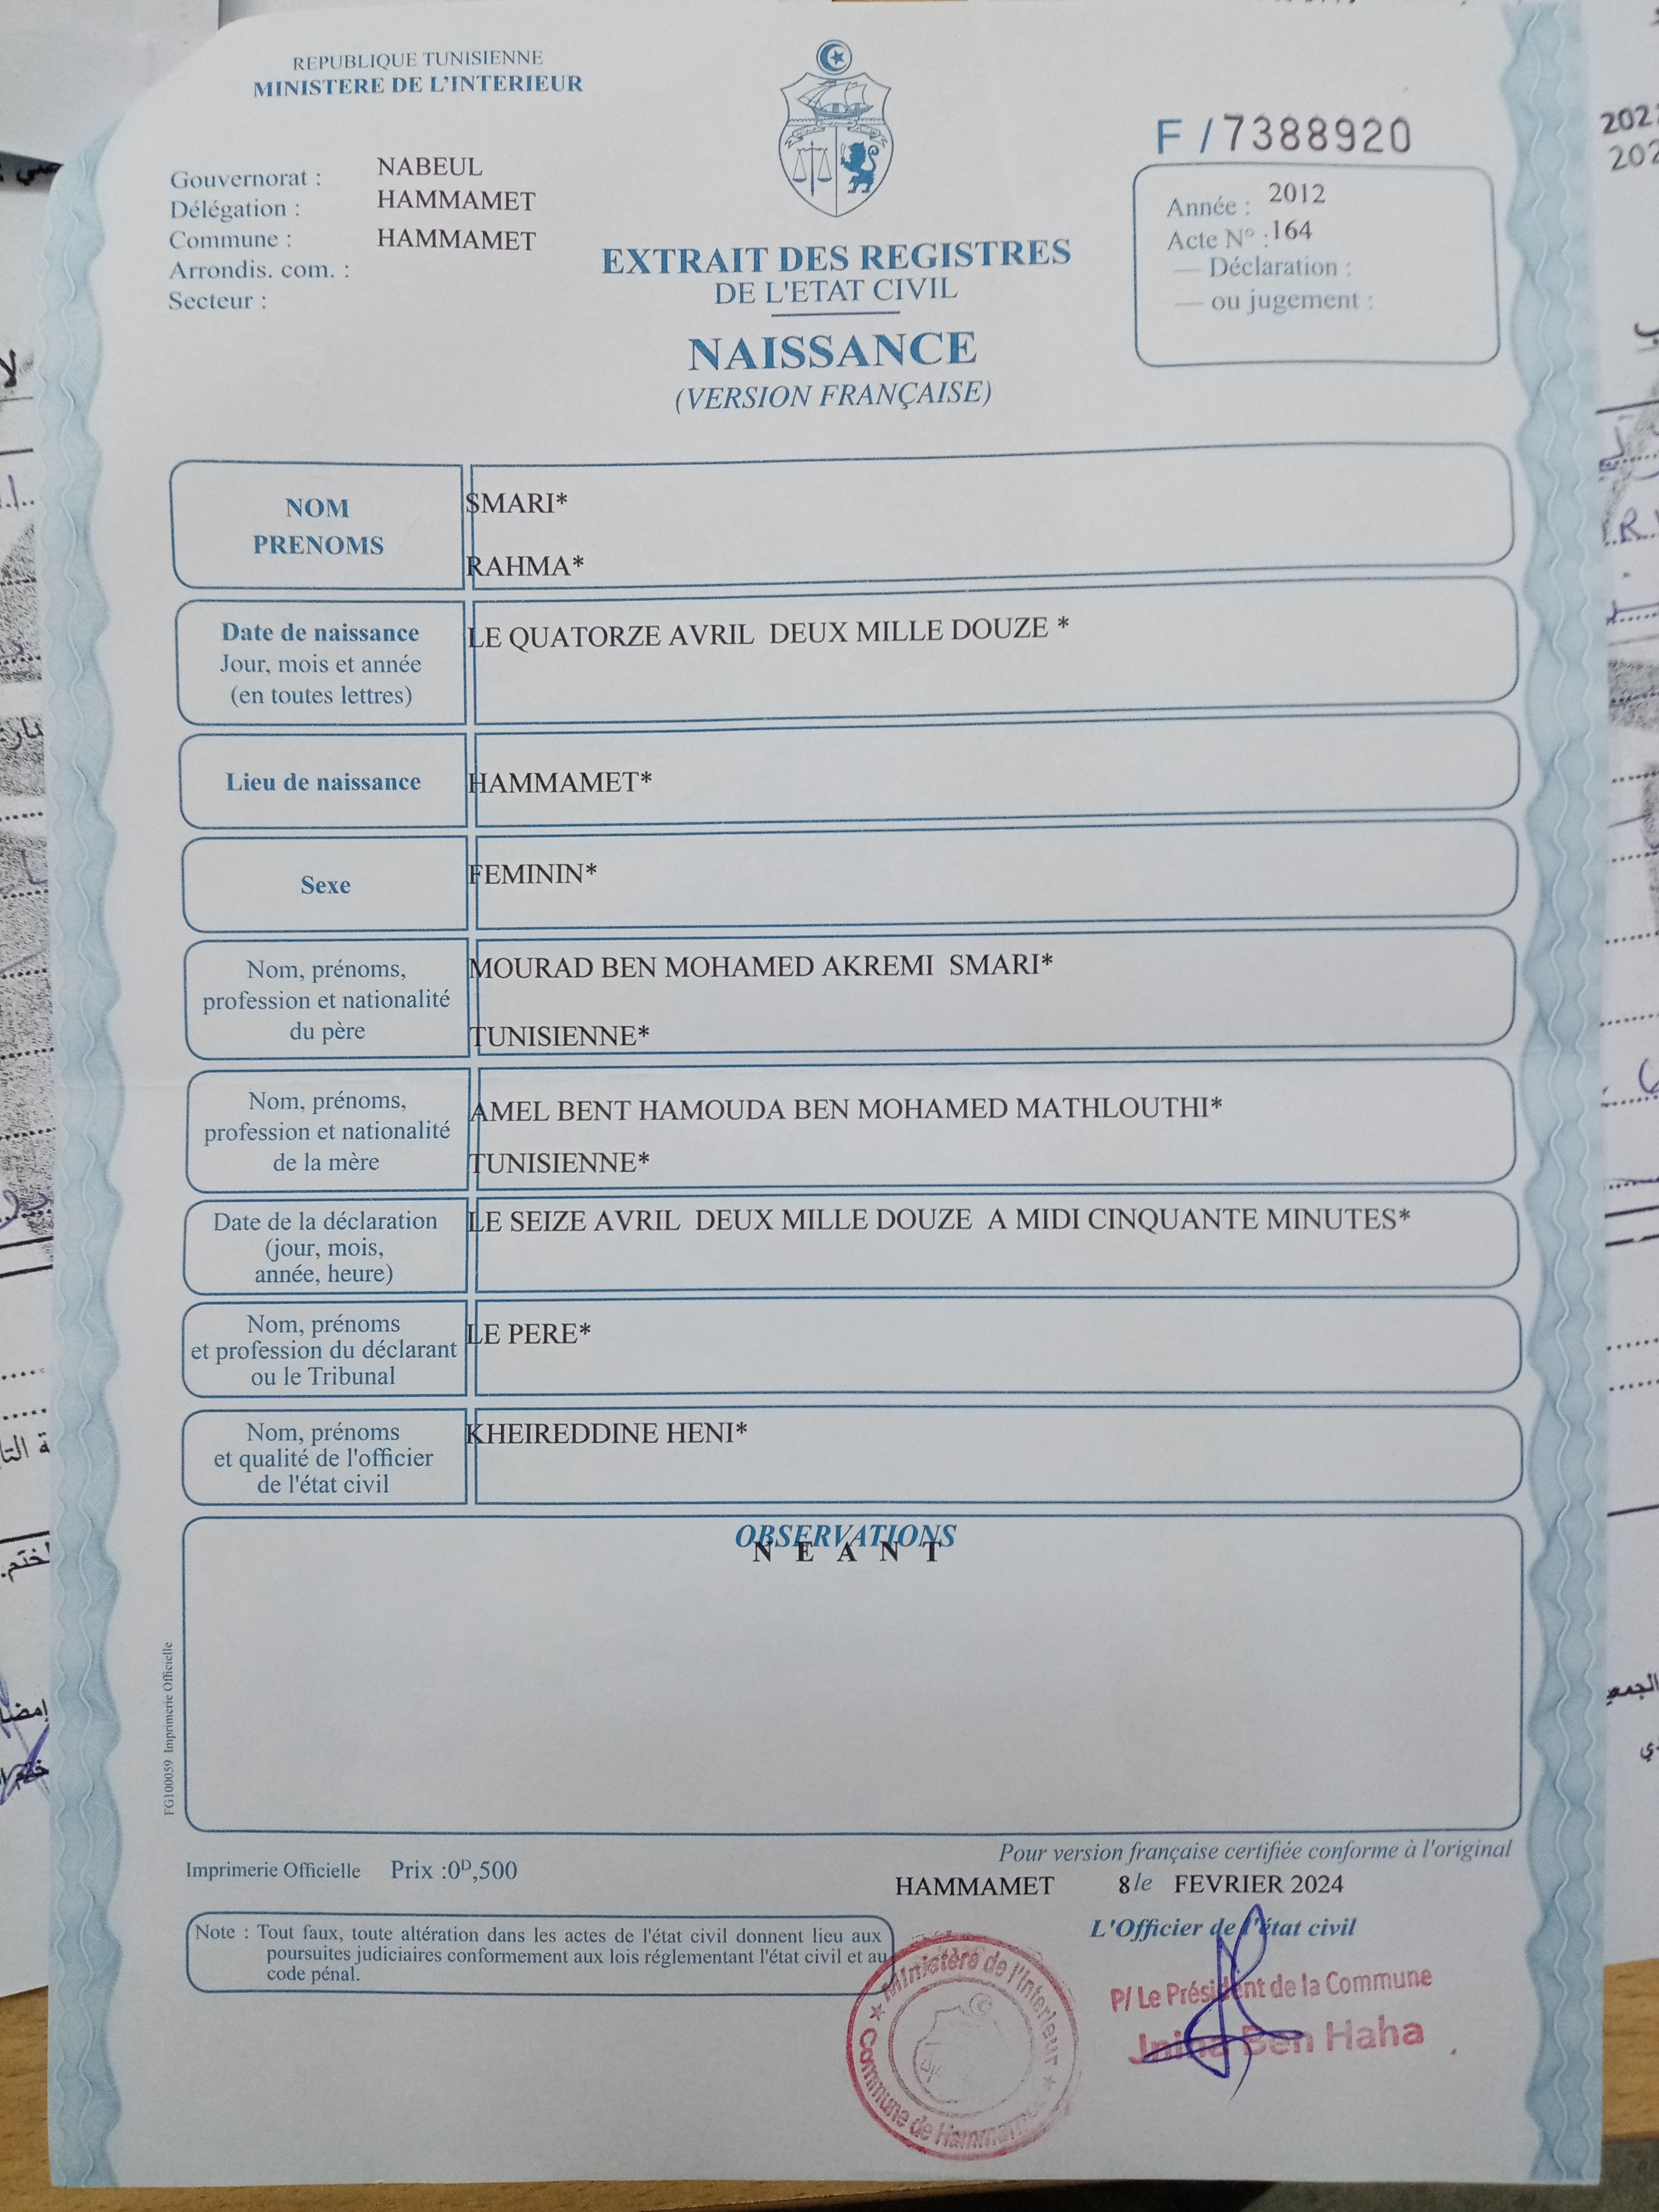 REPUBLIQUE TUNISIENNE
MINISTERE DE L'INTERIEUR
F / 7388920
Gouvernorat : NABEUL
Délégation : HAMMAMET
Commune : HAMMAMET
Arrondis. com. :
Secteur :
Année : 2012
Acte N° : 164
— Déclaration :
— ou jugement :
EXTRAIT DES REGISTRES
DE L'ETAT CIVIL
NAISSANCE
(VERSION FRANÇAISE)
NOM SMARI*
PRENOMS RAHMA*
Date de naissance
Jour, mois et année
(en toutes lettres)
LE QUATORZE AVRIL DEUX MILLE DOUZE *
Lieu de naissance HAMMAMET*
Sexe FEMININ*
Nom, prénoms,
profession et nationalité
du père
MOURAD BEN MOHAMED AKREMI SMARI*
TUNISIENNE*
Nom, prénoms,
profession et nationalité
de la mère
AMEL BENT HAMOUDA BEN MOHAMED MATHLOUTHI*
TUNISIENNE*
Date de la déclaration
(jour, mois,
année, heure)
LE SEIZE AVRIL DEUX MILLE DOUZE A MIDI CINQUANTE MINUTES*
Nom, prénoms
et profession du déclarant
ou le Tribunal
LE PERE*
Nom, prénoms
et qualité de l'officier
de l'état civil
KHEIREDDINE HENI*
OBSERVATIONS
N E A N T
FG100059 Imprimerie Officielle
Imprimerie Officielle Prix :0ᴰ,500
Pour version française certifiée conforme à l'original
HAMMAMET 8 le FEVRIER 2024
L'Officier de l'état civil
Note : Tout faux, toute altération dans les actes de l'état civil donnent lieu aux
poursuites judiciaires conformement aux lois réglementant l'état civil et au
code pénal.
Ministère de l'Interieur
Commune de Hammamet
P/ Le Président de la Commune
Ben Haha